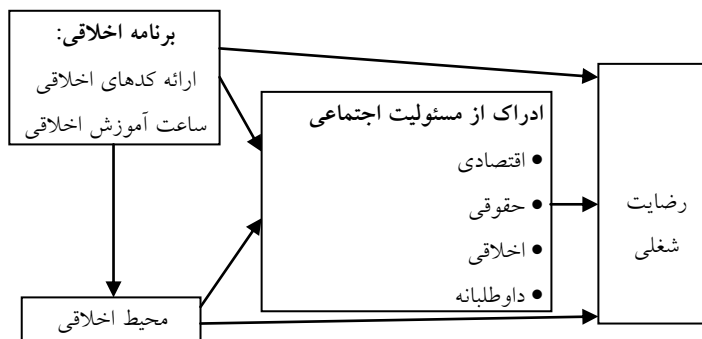 برنامه اخلاقی:
ارائه کدهای اخلاقی
ساعت آموزش اخلاقی
ادراک از مسئولیت اجتماعی
• اقتصادی
• حقوقی
• اخلاقی
• داوطلبانه
رضایت
شغلی
محیط اخلاقی